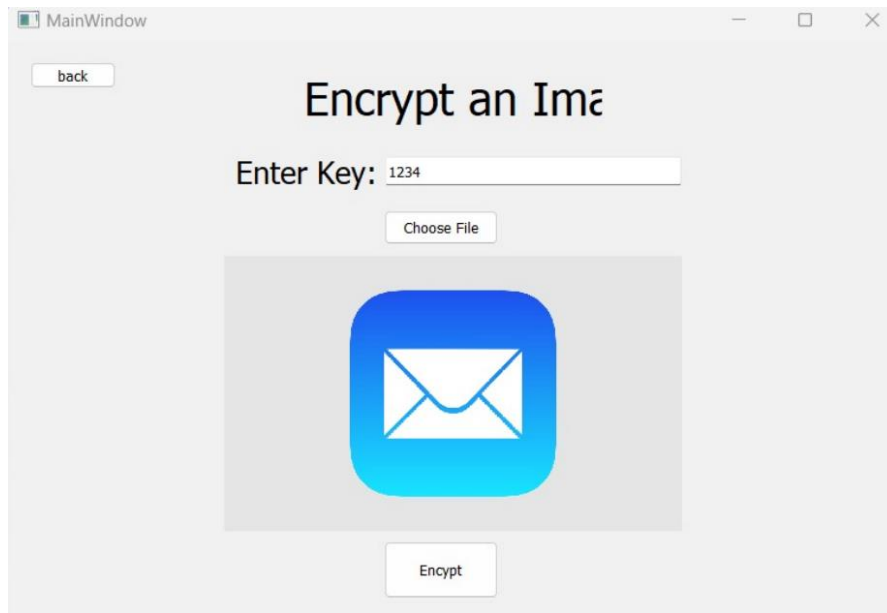 MainWindow
back
Encrypt an Ima
Enter Key: 1234
Choose File
Encypt